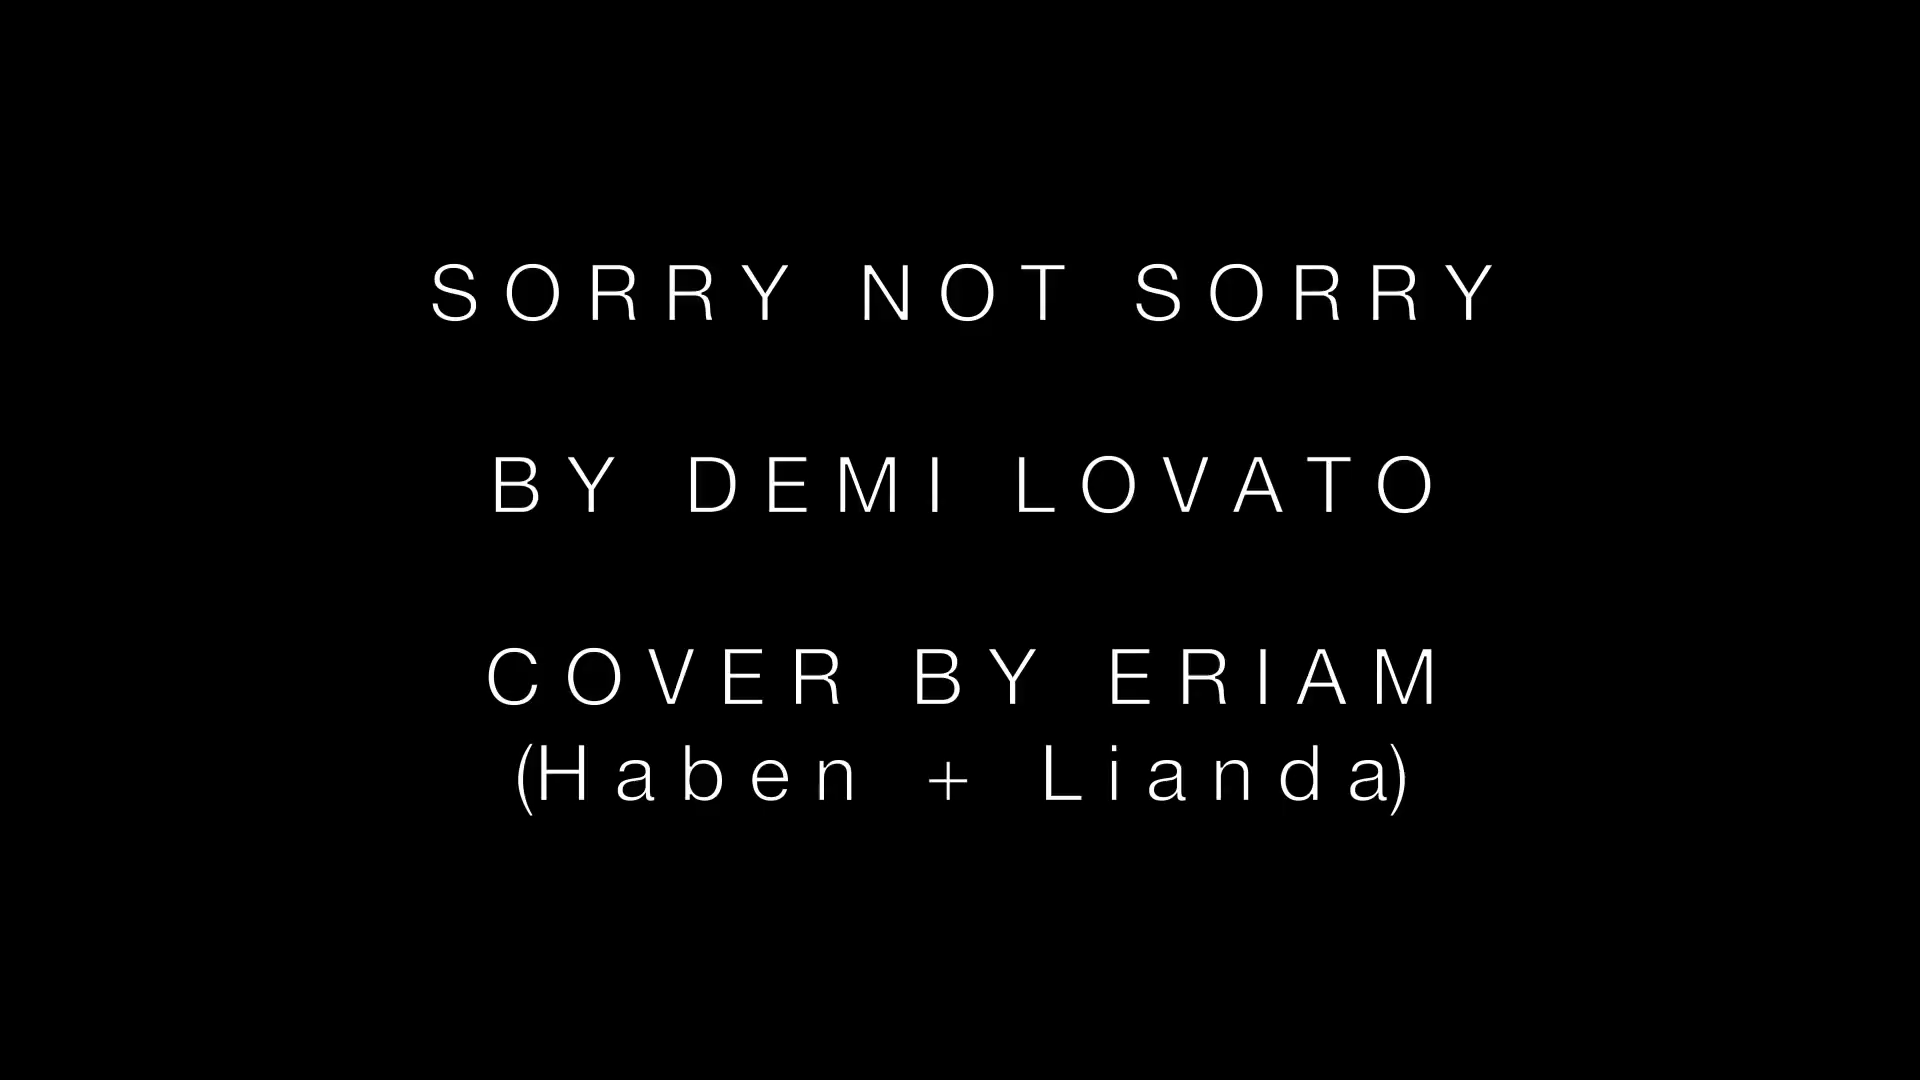 SORRY NOT SORRY
BY DEMI LOVATO
COVER BY ERIAM
(Haben + Lianda)